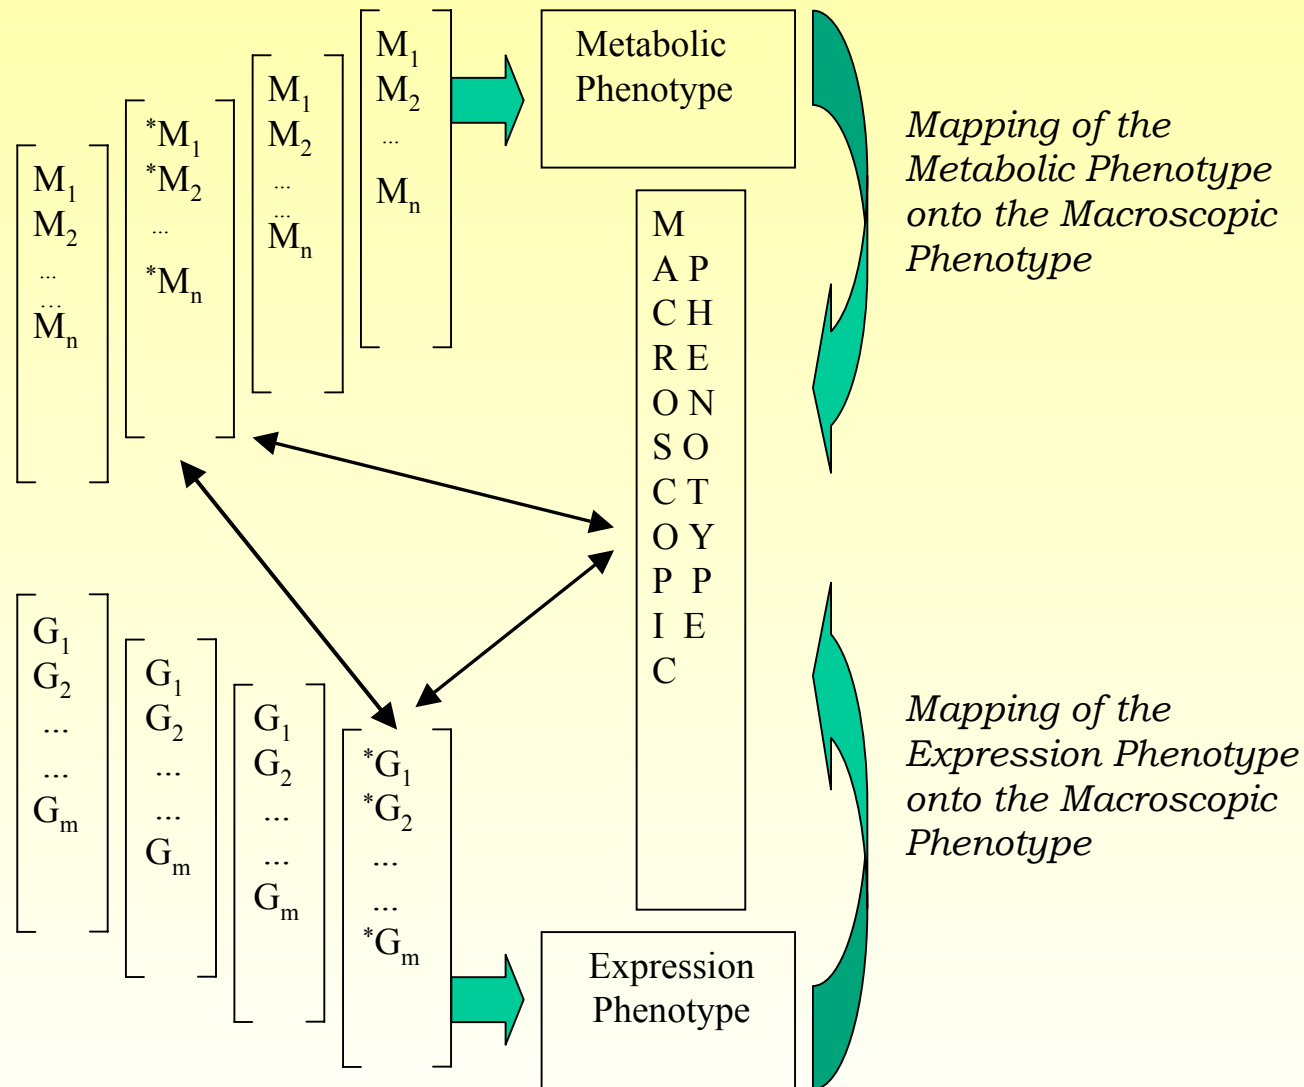 M₁
M₂
...
...
Mₙ
*M₁
*M₂
...
*Mₙ
M₁
M₂
...
...
Mₙ
M₁
M₂
...
Mₙ
Metabolic
Phenotype
Mapping of the
Metabolic Phenotype
onto the Macroscopic
Phenotype
M
A P
C H
R E
O N
S O
C T
O Y
P P
I E
C
G₁
G₂
...
...
Gₘ
G₁
G₂
...
...
Gₘ
G₁
G₂
...
...
Gₘ
*G₁
*G₂
...
...
*Gₘ
Expression
Phenotype
Mapping of the
Expression Phenotype
onto the Macroscopic
Phenotype